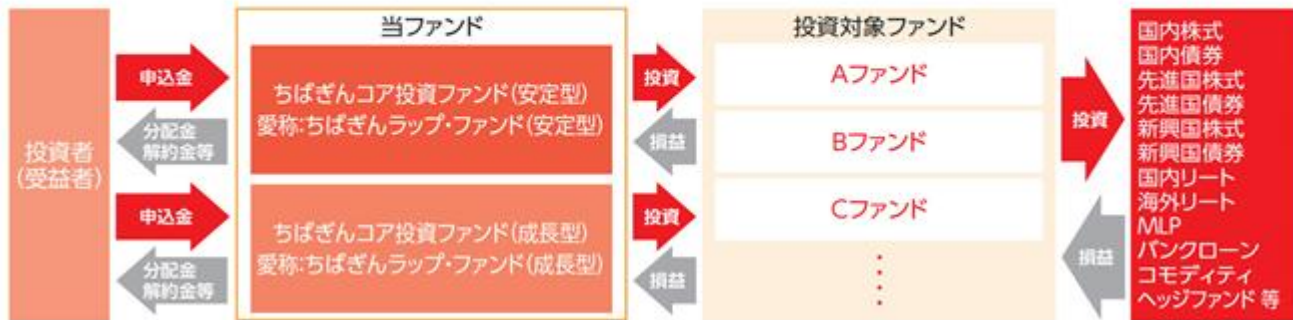 投資者
(受益者)
申込金
分配金
解約金等
申込金
分配金
解約金等
当ファンド
ちばぎんコア投資ファンド(安定型)
愛称:ちばぎんラップ・ファンド(安定型)
ちばぎんコア投資ファンド(成長型)
愛称:ちばぎんラップ・ファンド(成長型)
投資
損益
投資
損益
投資対象ファンド
Aファンド
Bファンド
Cファンド
投資
損益
国内株式
国内債券
先進国株式
先進国債券
新興国株式
新興国債券
国内リート
海外リート
MLP
バンクローン
コモディティ
ヘッジファンド 等